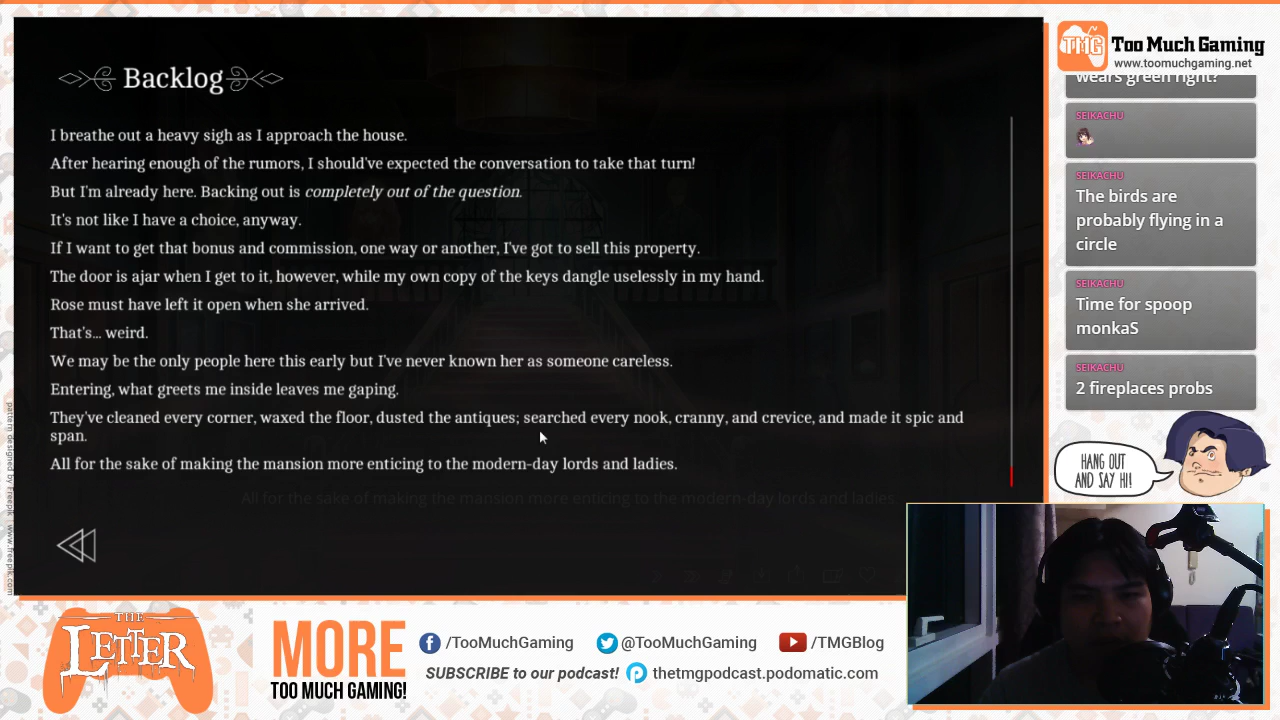 Backlog
I breathe out a heavy sigh as I approach the house.
After hearing enough of the rumors, I should've expected the conversation to take that turn!
But I'm already here. Backing out is completely out of the question.
It's not like I have a choice, anyway.
If I want to get that bonus and commission, one way or another, I've got to sell this property.
The door is ajar when I get to it, however, while my own copy of the keys dangle uselessly in my hand.
Rose must have left it open when she arrived.
That's... weird.
We may be the only people here this early but I've never known her as someone careless.
Entering, what greets me inside leaves me gaping.
They've cleaned every corner, waxed the floor, dusted the antiques; searched every nook, cranny, and crevice, and made it spic and
span.
All for the sake of making the mansion more enticing to the modern-day lords and ladies.
All for the sake of making the mansion more enticing to the modern-day lords and ladies
TMG Too Much Gaming
www.toomuchgaming.net
wears green right?
SEIKACHU
SEIKACHU
The birds are
probably flying in a
circle
SEIKACHU
Time for spoop
monkaS
SEIKACHU
2 fireplaces probs
HANG OUT
AND SAY HI!
pattern designed by Freepik | www.freepik.com
THE
LETTER
MORE
TOO MUCH GAMING!
/TooMuchGaming
@TooMuchGaming
/TMGBlog
SUBSCRIBE to our podcast!
thetmgpodcast.podomatic.com